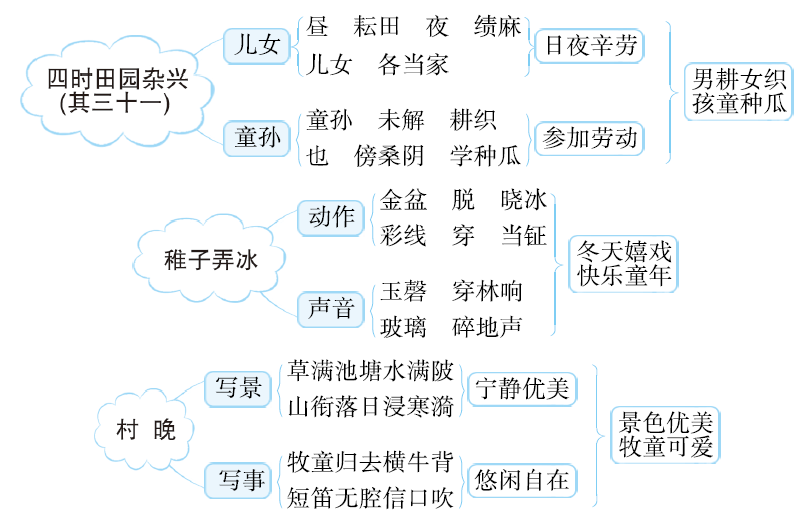 四时田园杂兴
(其三十一)
儿女
昼 耘田 夜 绩麻
儿女 各当家
日夜辛劳
童孙
童孙 未解 耕织
也 傍桑阴 学种瓜
参加劳动
男耕女织
孩童种瓜
稚子弄冰
动作
金盆 脱 晓冰
彩线 穿 当钲
声音
玉磬 穿林响
玻璃 碎地声
冬天嬉戏
快乐童年
村 晚
写景
草满池塘水满陂
山衔落日浸寒漪
宁静优美
写事
牧童归去横牛背
短笛无腔信口吹
悠闲自在
景色优美
牧童可爱